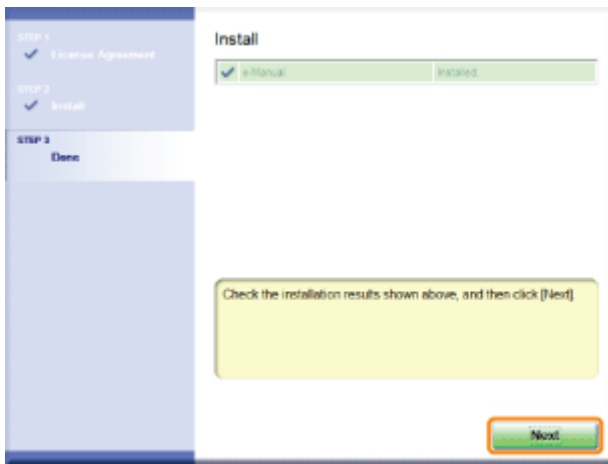 STEP 1
License Agreement
STEP 2
Install
STEP 3
Done
Install
e-Manual Installed.
Check the installation results shown above, and then click [Next].
Next